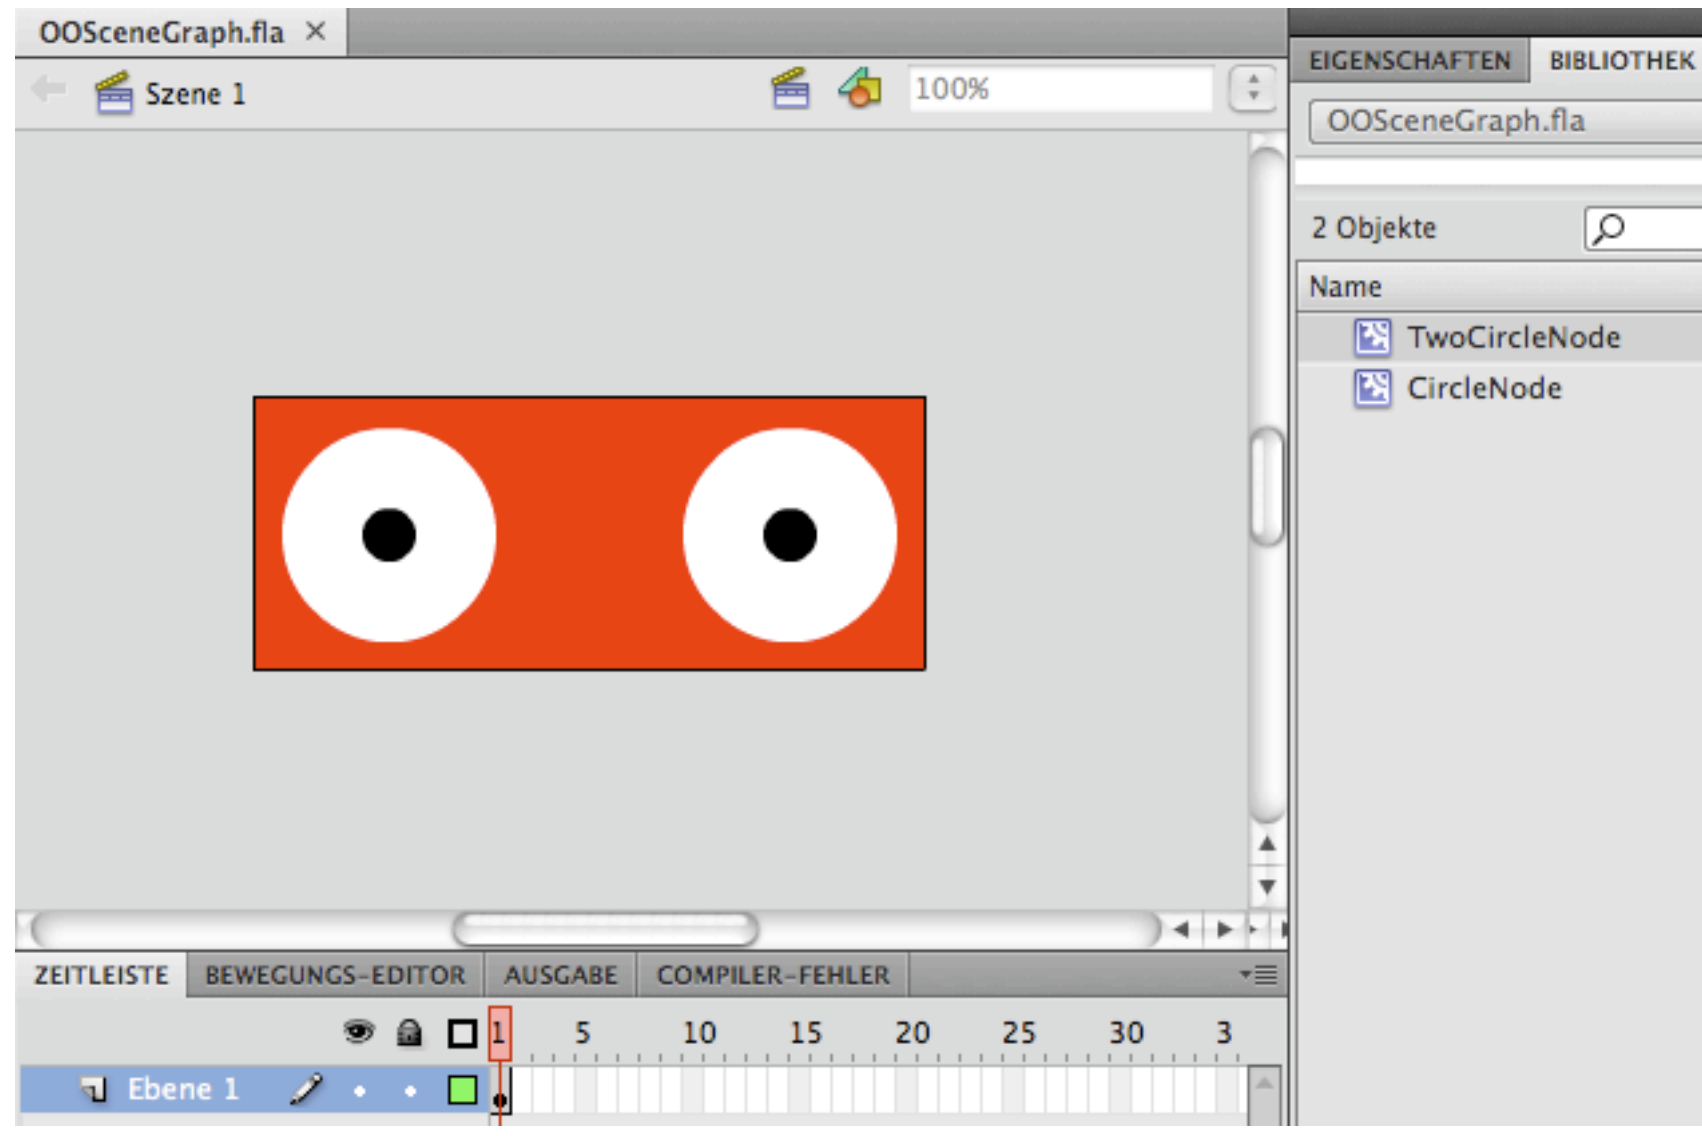 OOSceneGraph.fla ×
Szene 1
100%
EIGENSCHAFTEN BIBLIOTHEK
OOSceneGraph.fla
2 Objekte
Name
TwoCircleNode
CircleNode
ZEITLEISTE BEWEGUNGS-EDITOR AUSGABE COMPILER-FEHLER
1 5 10 15 20 25 30 3
Ebene 1